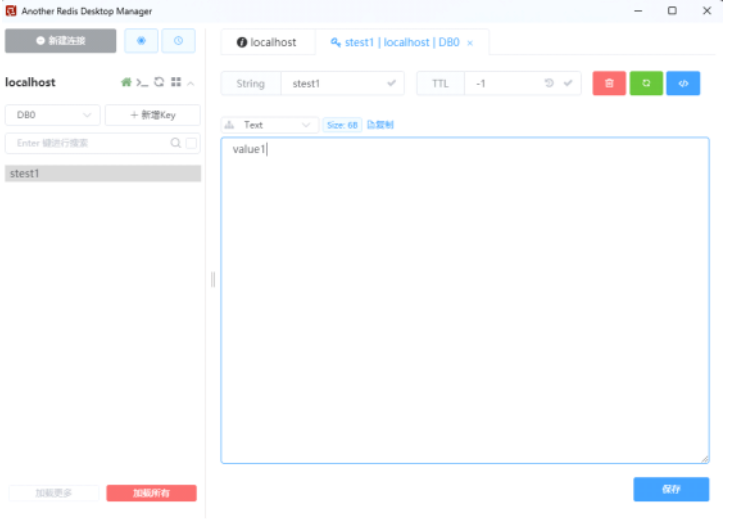 Another Redis Desktop Manager
新建连接
localhost
stest1 | localhost | DB0 ×
localhost
String stest1
TTL -1
DB0
+ 新增Key
Text
Size: 6B
复制
Enter 键进行搜索
value1
stest1
加载更多
加载所有
保存